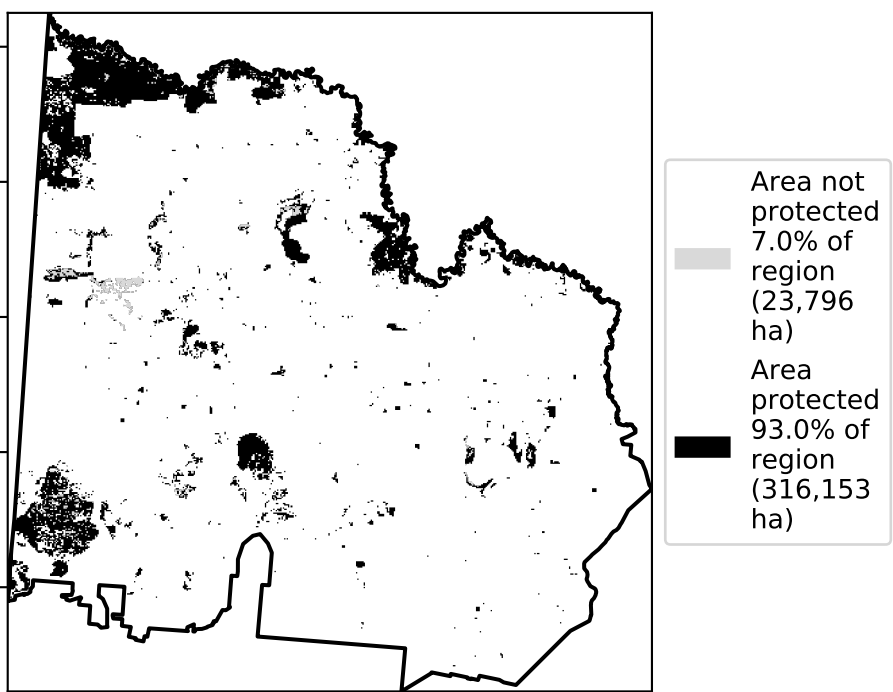 Area not
protected
7.0% of
region
(23,796
ha)
Area
protected
93.0% of
region
(316,153
ha)